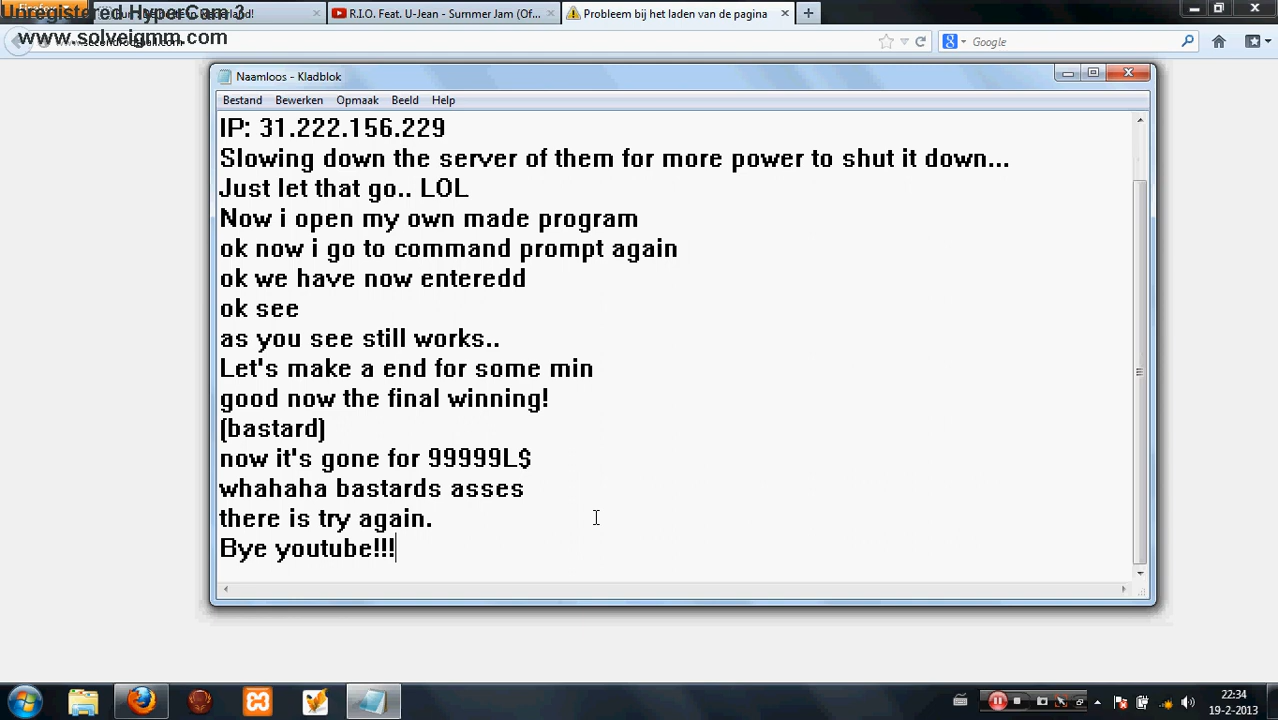 Unregistered HyperCam 3
Nederland!
R.I.O. Feat. U-Jean - Summer Jam (Of...
Probleem bij het laden van de pagina
www.solveigmm.com
Google
Naamloos - Kladblok
Bestand Bewerken Opmaak Beeld Help
IP: 31.222.156.229
Slowing down the server of them for more power to shut it down...
Just let that go.. LOL
Now i open my own made program
ok now i go to command prompt again
ok we have now enteredd
ok see
as you see still works..
Let's make a end for some min
good now the final winning!
(bastard)
now it's gone for 99999L$
whahaha bastards asses
there is try again.
Bye youtube!!!
22:34
19-2-2013